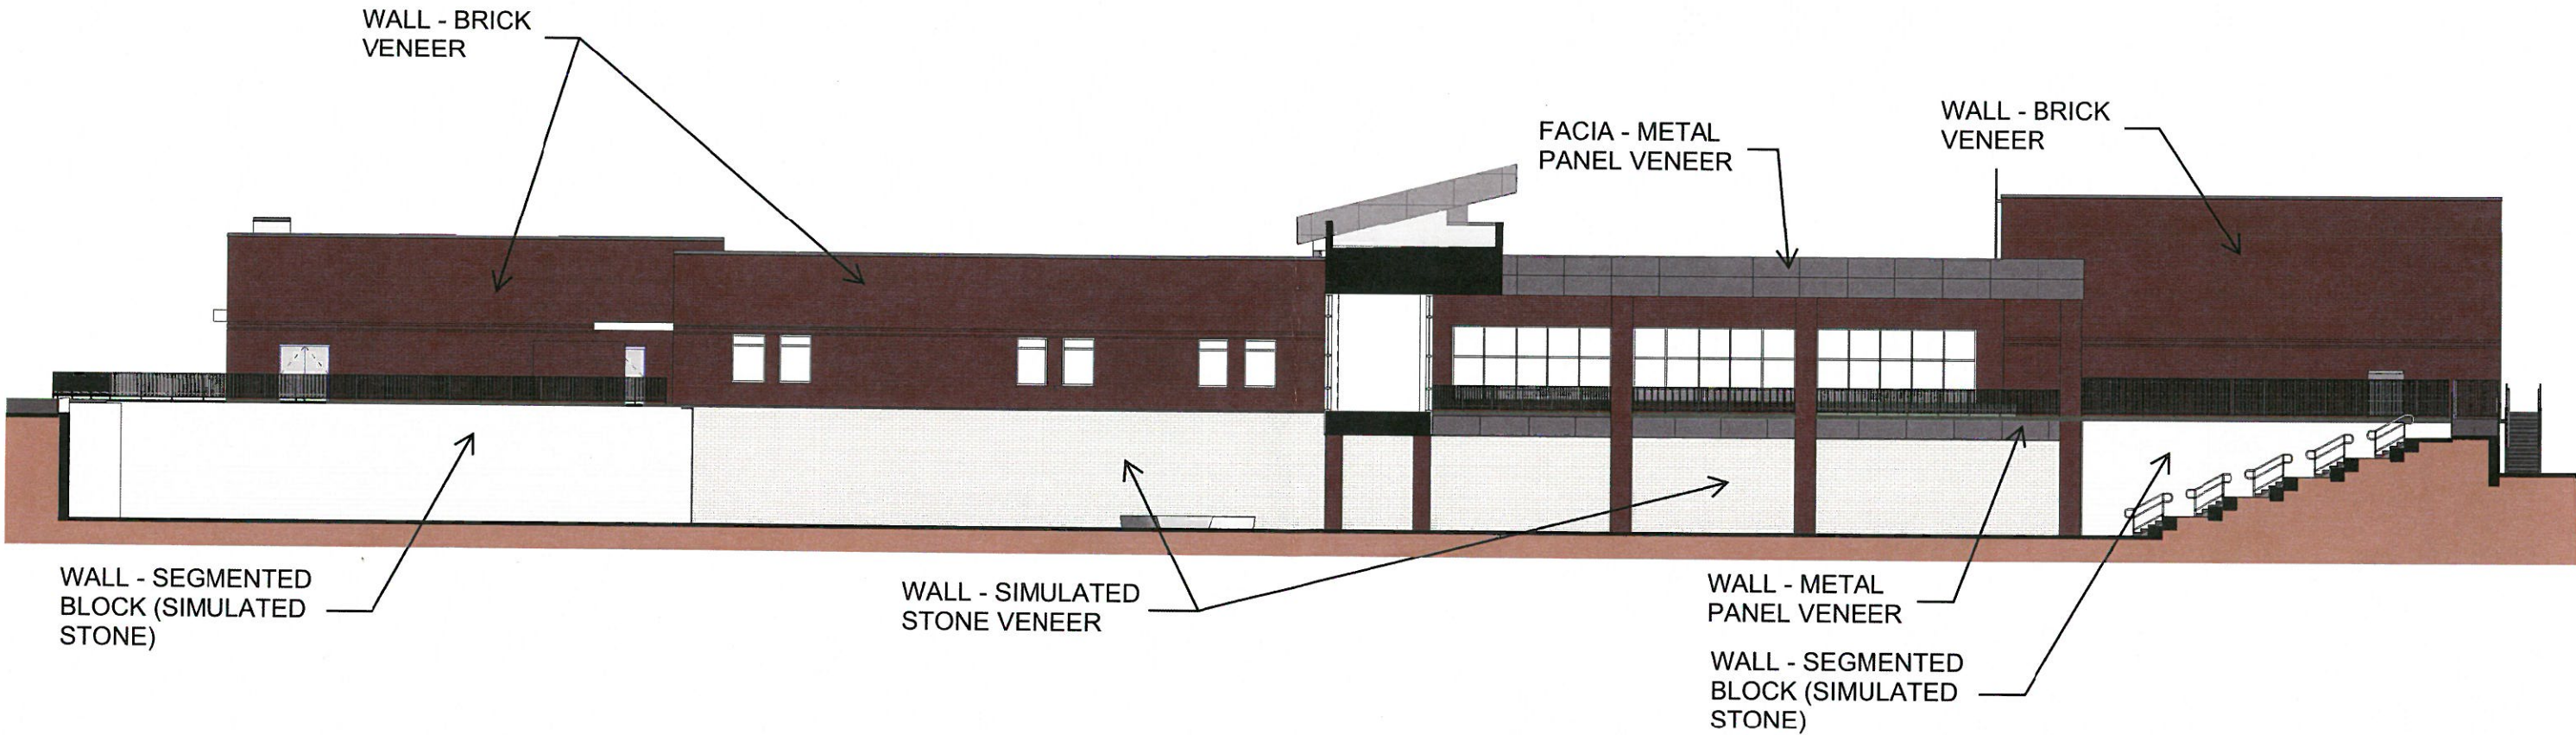 WALL - BRICK
VENEER
WALL - BRICK
VENEER
FACIA - METAL
PANEL VENEER
WALL - SEGMENTED
BLOCK (SIMULATED
STONE)
WALL - SIMULATED
STONE VENEER
WALL - METAL
PANEL VENEER
WALL - SEGMENTED
BLOCK (SIMULATED
STONE)